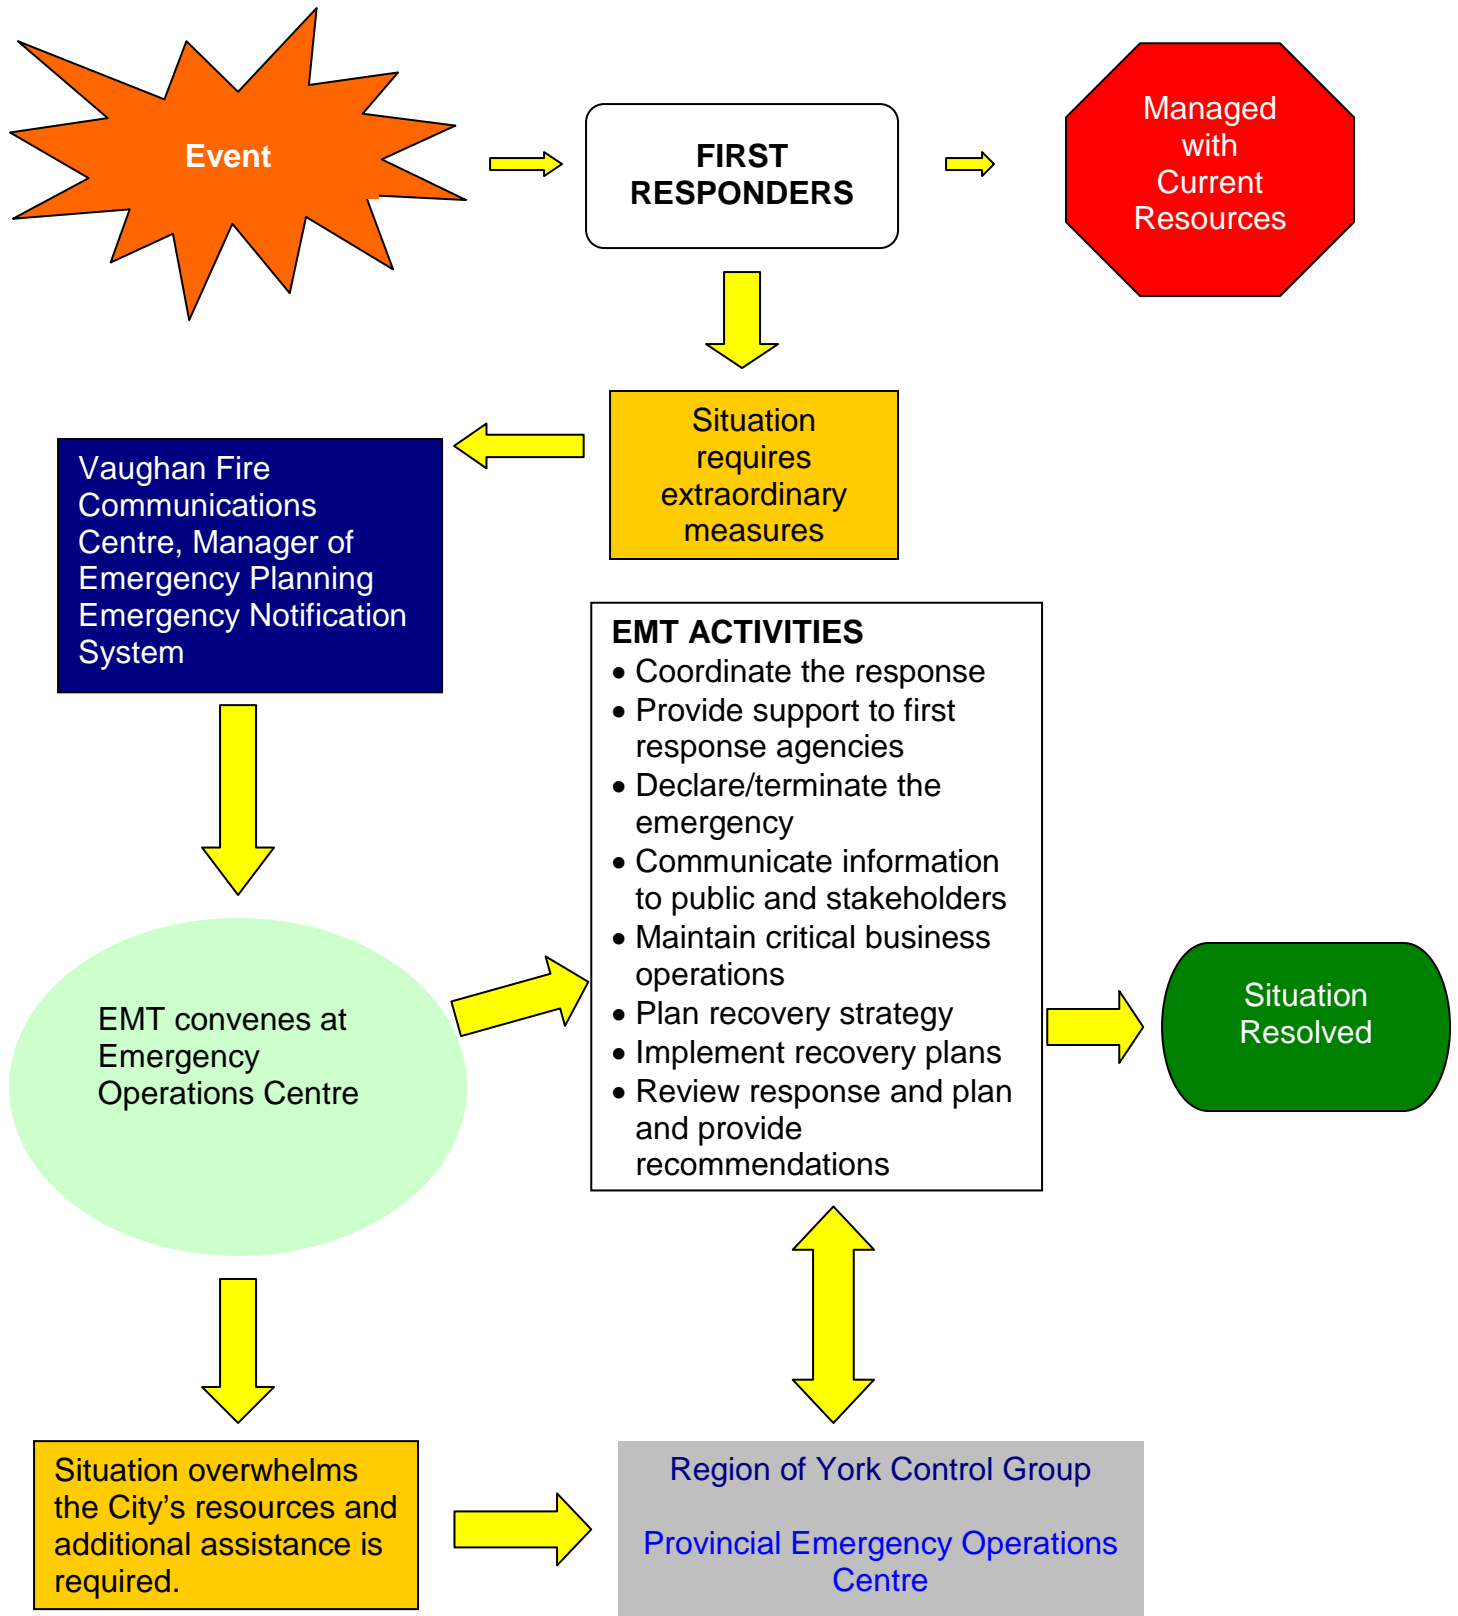 Event
FIRST
RESPONDERS
Managed
with
Current
Resources
Situation
requires
extraordinary
measures
Vaughan Fire
Communications
Centre, Manager of
Emergency Planning
Emergency Notification
System
EMT ACTIVITIES
• Coordinate the response
• Provide support to first
response agencies
• Declare/terminate the
emergency
• Communicate information
to public and stakeholders
• Maintain critical business
operations
• Plan recovery strategy
• Implement recovery plans
• Review response and plan
and provide
recommendations
EMT convenes at
Emergency
Operations Centre
Situation
Resolved
Situation overwhelms
the City’s resources and
additional assistance is
required.
Region of York Control Group
Provincial Emergency Operations
Centre